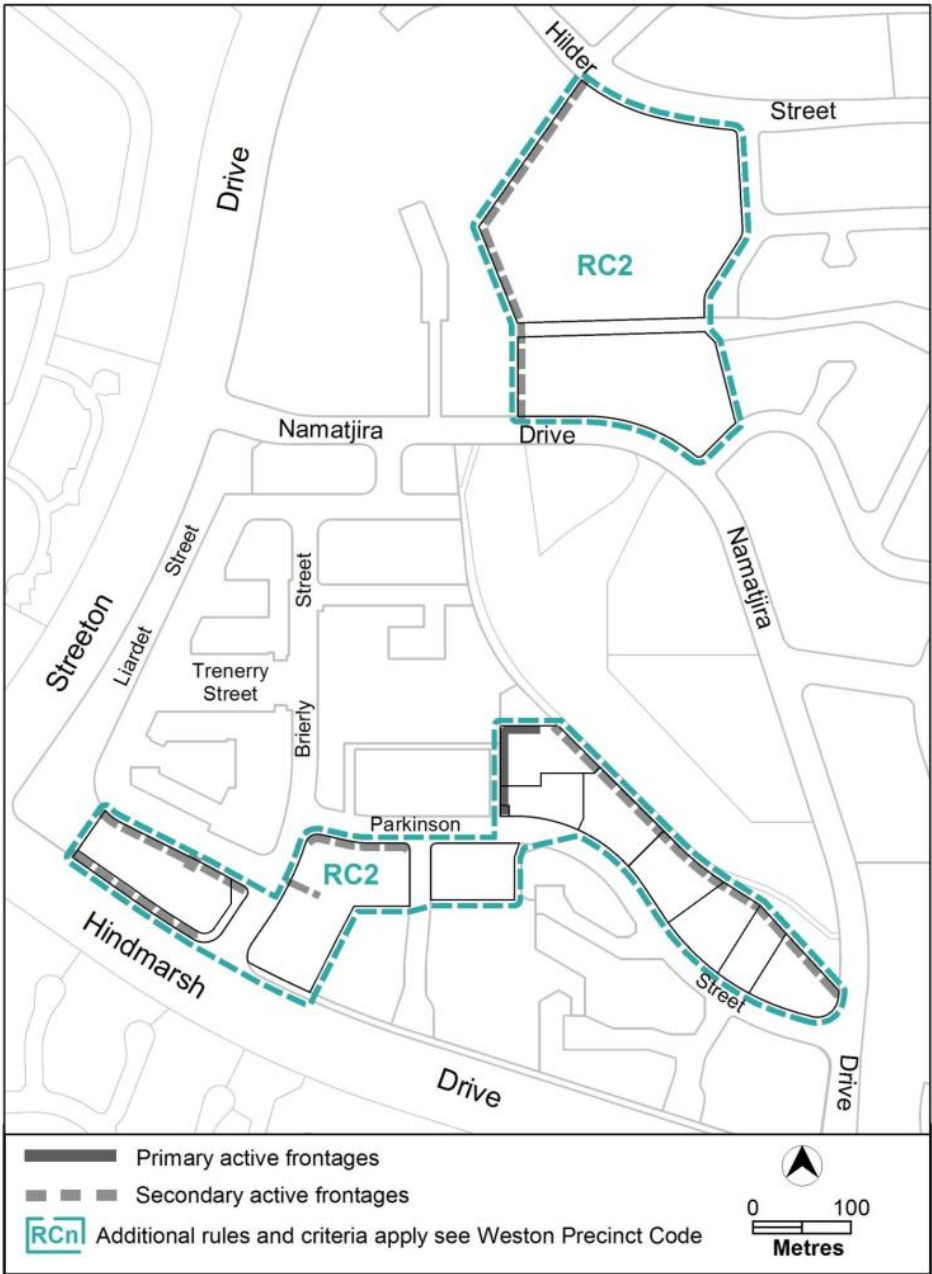 Hilder
Street
Drive
RC2
Namatjira
Drive
Namatjira
Street
Street
Liardet
Streeton
Trenerry
Street
Brierly
Parkinson
RC2
Hindmarsh
Street
Drive
Drive
Primary active frontages
Secondary active frontages
RCn Additional rules and criteria apply see Weston Precinct Code
0 100
Metres